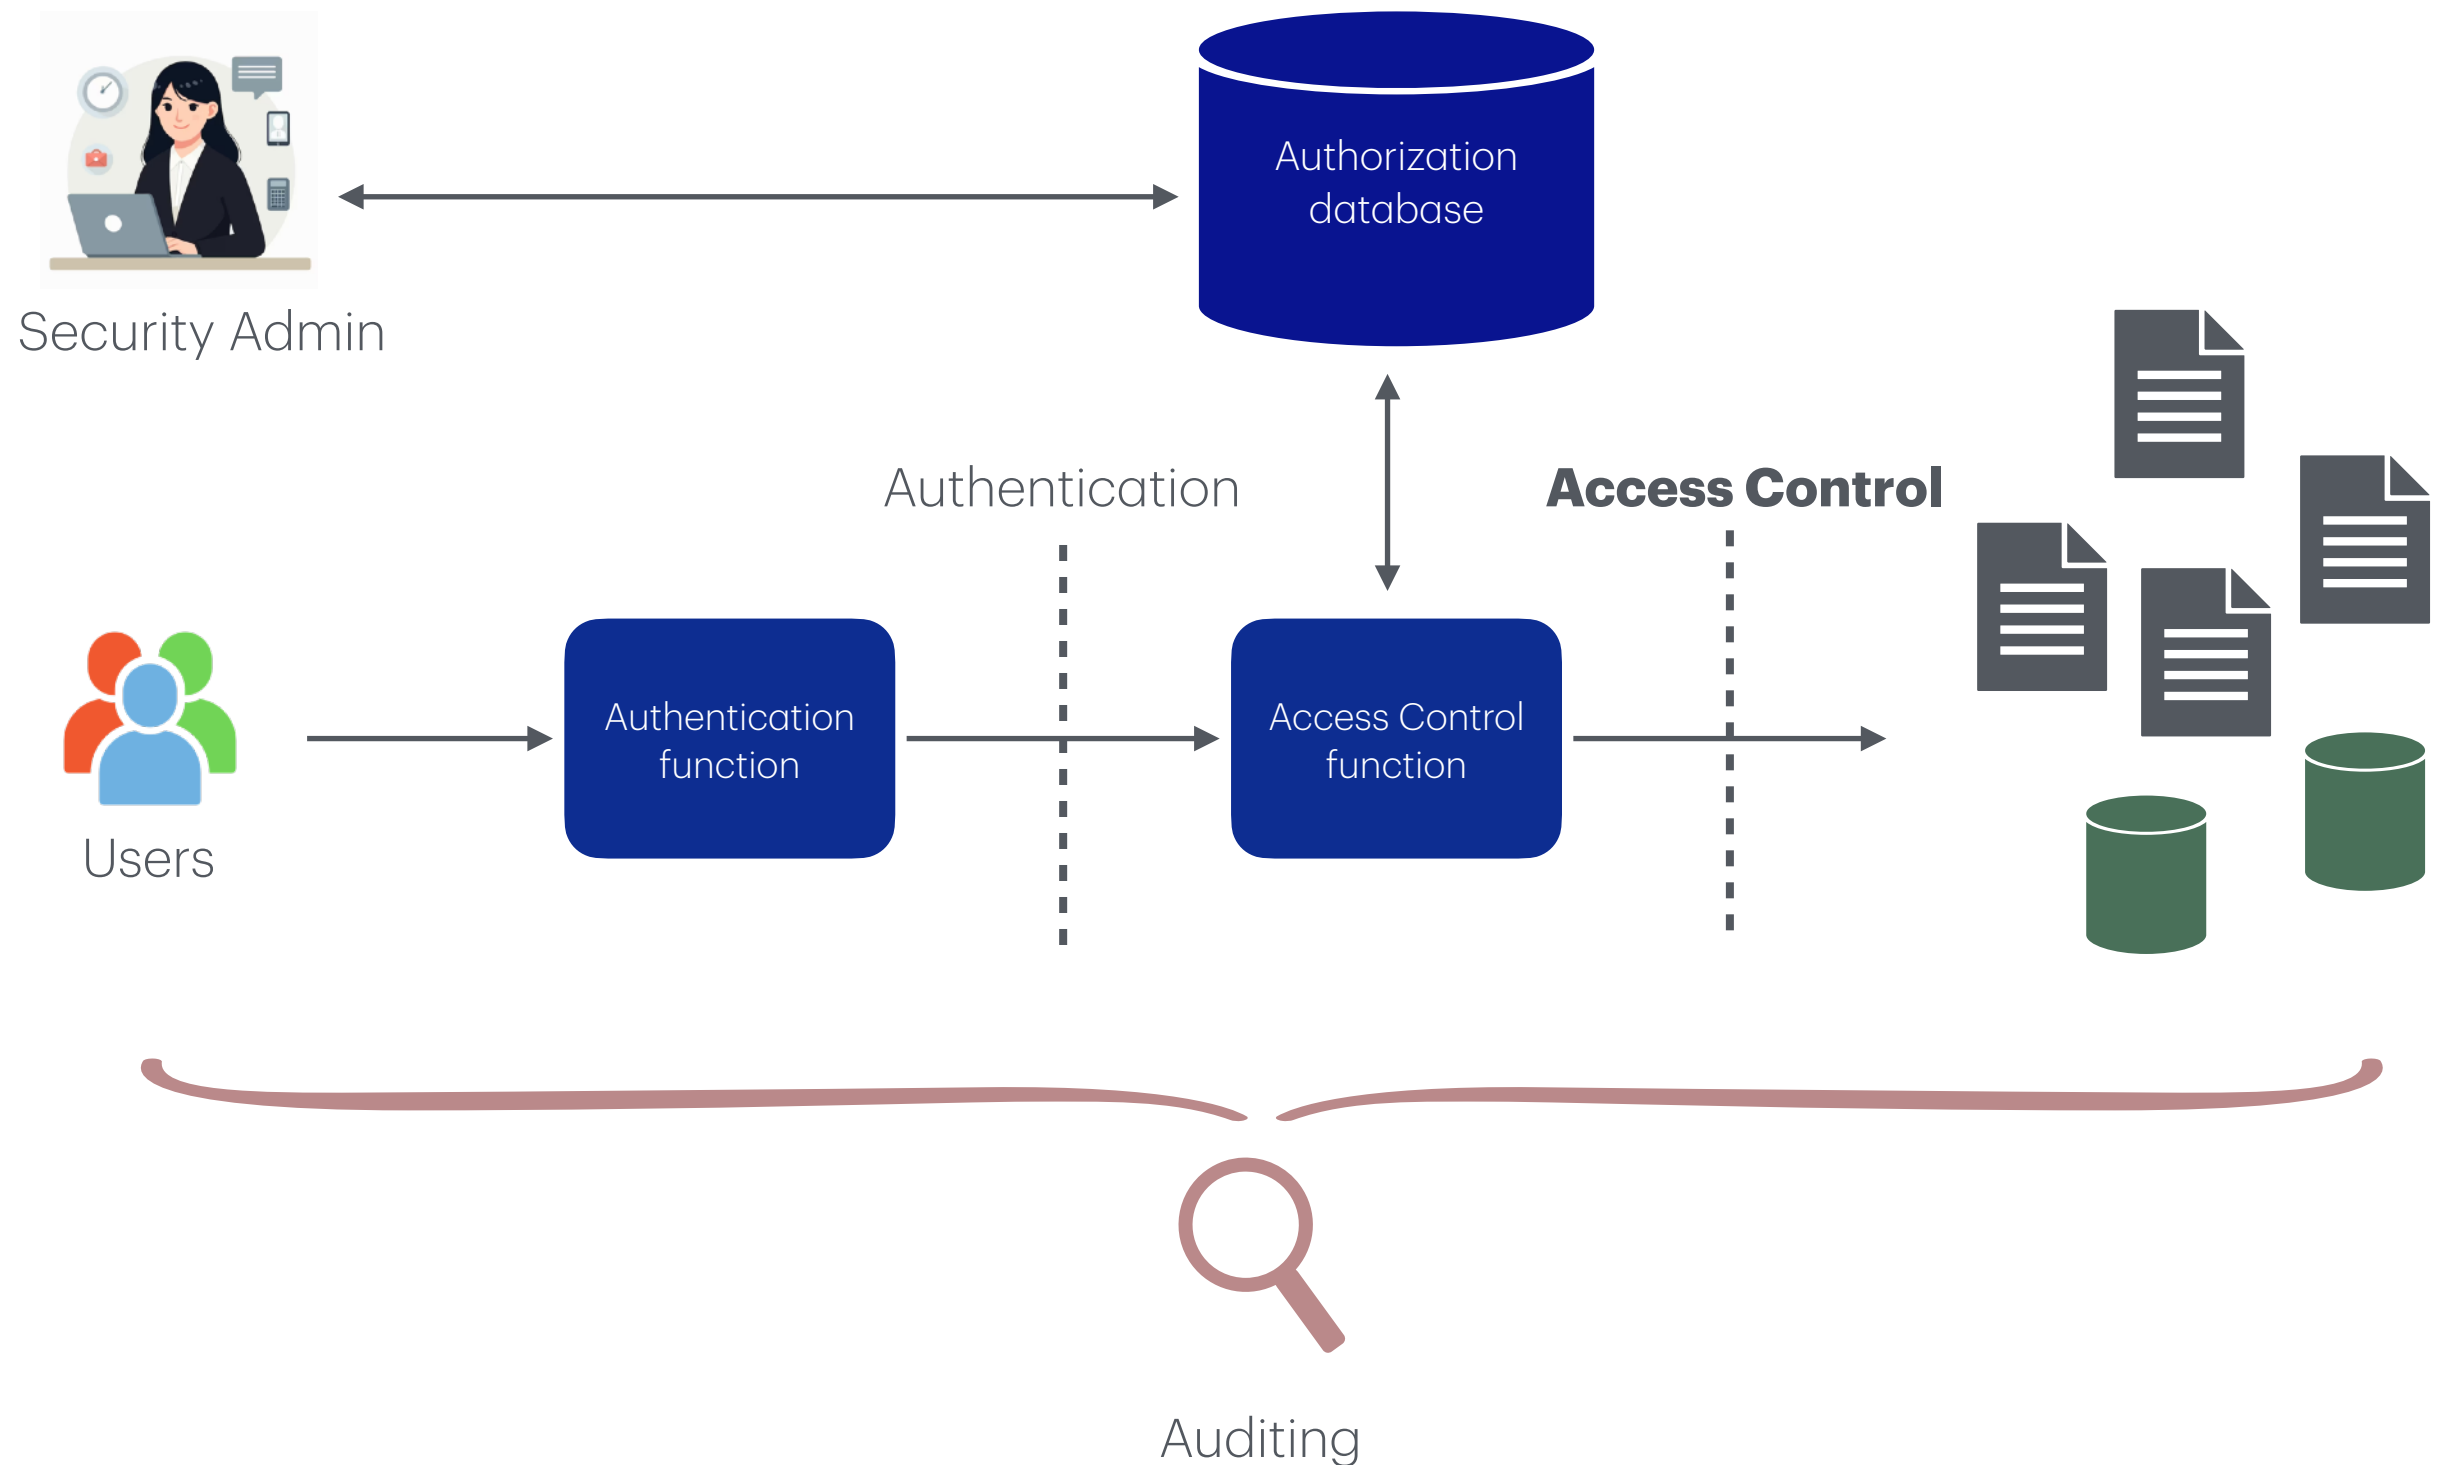 Authorization
database
Security Admin
Authentication
Access Control
Authentication
function
Access Control
function
Users
Auditing